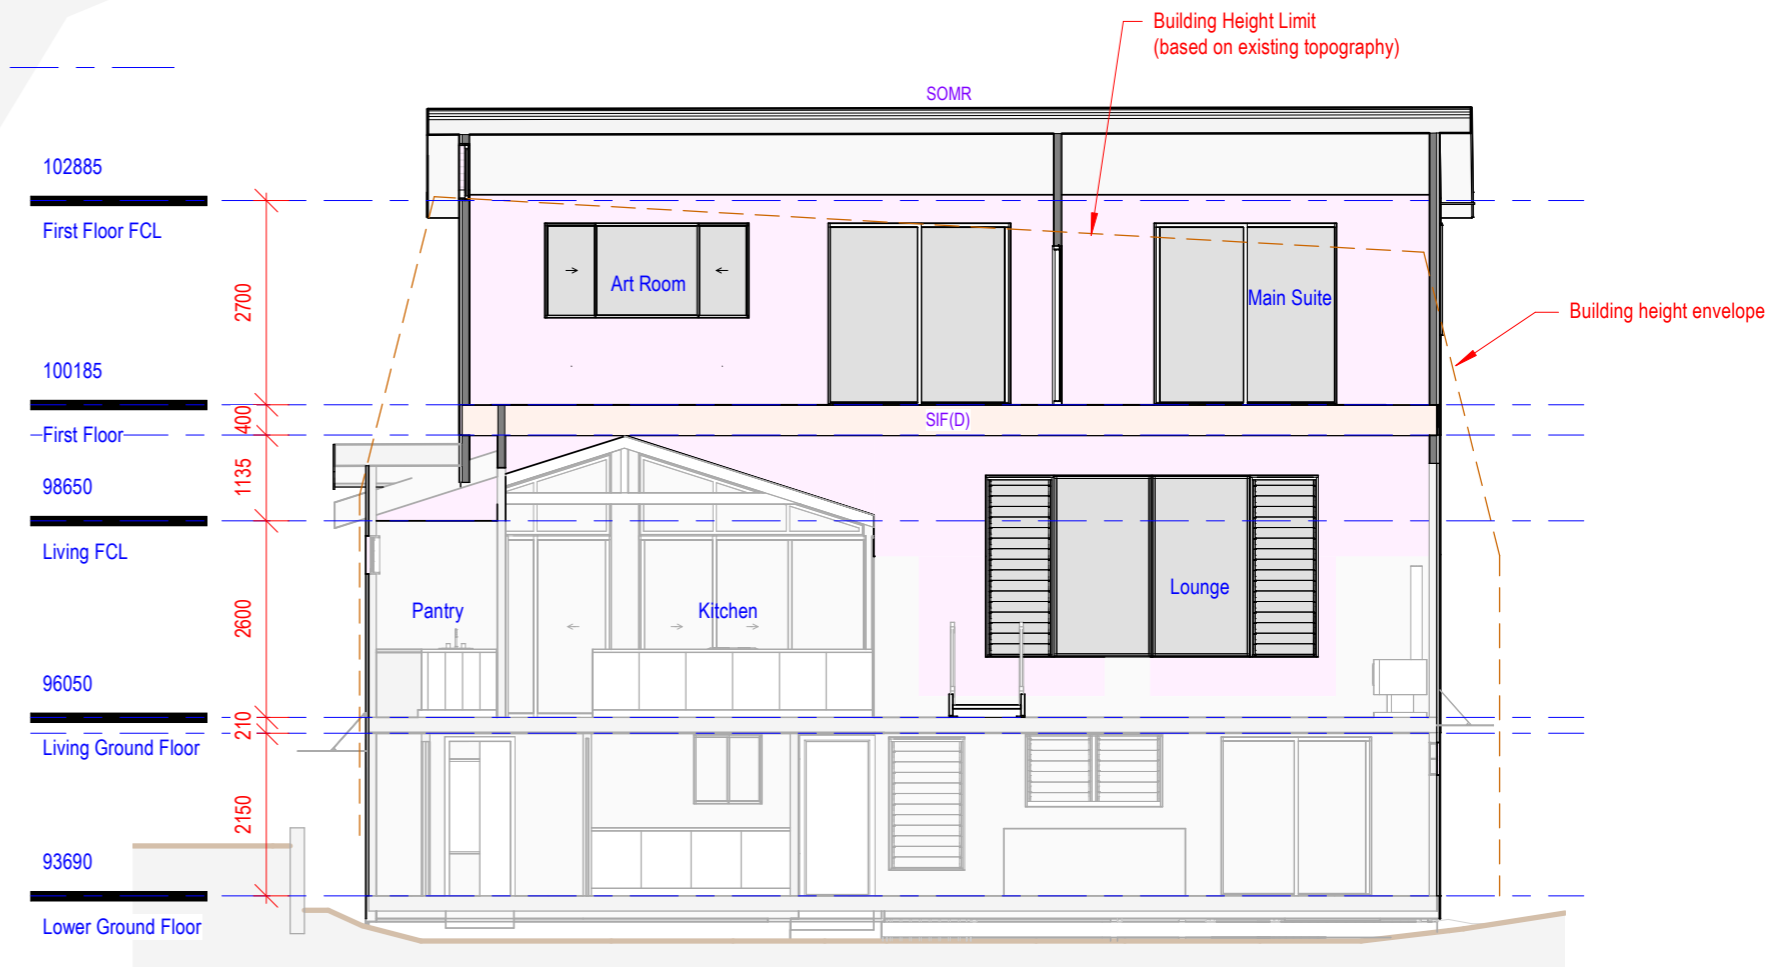 Building Height Limit
(based on existing topography)
SOMR
102885
First Floor FCL
2700
Art Room
Main Suite
Building height envelope
100185
400
First Floor
SIF(D)
1135
98650
Living FCL
2600
Pantry
Kitchen
Lounge
96050
210
Living Ground Floor
2150
93690
Lower Ground Floor